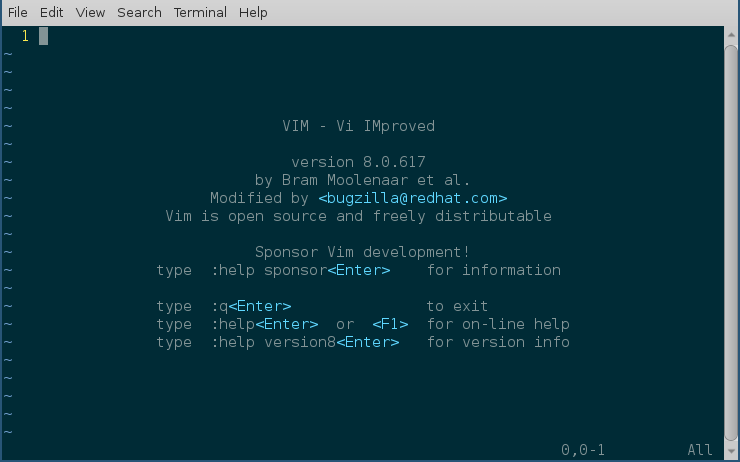 File Edit View Search Terminal Help
1
~
~
~
~
~ VIM - Vi IMproved
~
~ version 8.0.617
~ by Bram Moolenaar et al.
~ Modified by <bugzilla@redhat.com>
~ Vim is open source and freely distributable
~
~ Sponsor Vim development!
~ type :help sponsor<Enter> for information
~
~ type :q<Enter> to exit
~ type :help<Enter> or <F1> for on-line help
~ type :help version8<Enter> for version info
~
~
~
~
~
0,0-1 All